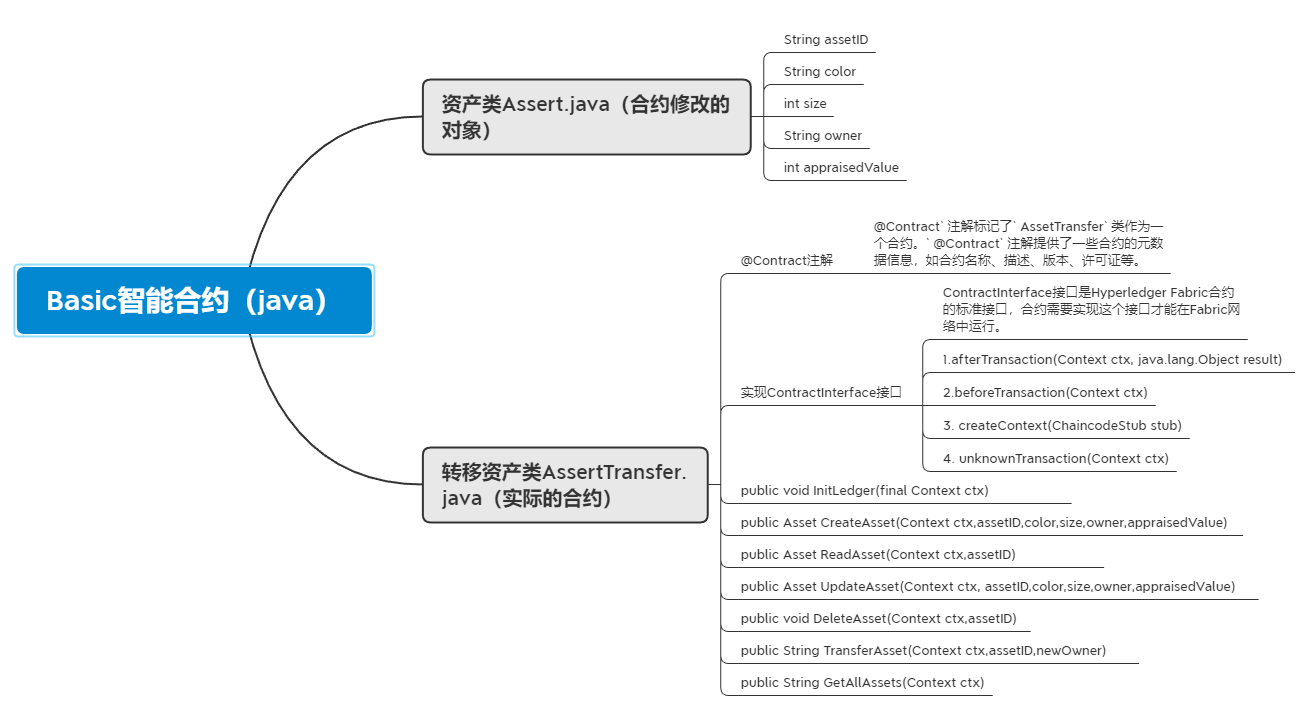 Basic智能合约（java）
资产类Assert.java（合约修改的
对象）
String assetID
String color
int size
String owner
int appraisedValue
转移资产类AssertTransfer.
java（实际的合约）
@Contract注解
@Contract` 注解标记了` AssetTransfer` 类作为一
个合约。` @Contract` 注解提供了一些合约的元数
据信息，如合约名称、描述、版本、许可证等。
实现ContractInterface接口
ContractInterface接口是Hyperledger Fabric合约
的标准接口，合约需要实现这个接口才能在Fabric网
络中运行。
1.afterTransaction(Context ctx, java.lang.Object result)
2.beforeTransaction(Context ctx)
3. createContext(ChaincodeStub stub)
4. unknownTransaction(Context ctx)
public void InitLedger(final Context ctx)
public Asset CreateAsset(Context ctx,assetID,color,size,owner,appraisedValue)
public Asset ReadAsset(Context ctx,assetID)
public Asset UpdateAsset(Context ctx, assetID,color,size,owner,appraisedValue)
public void DeleteAsset(Context ctx,assetID)
public String TransferAsset(Context ctx,assetID,newOwner)
public String GetAllAssets(Context ctx)